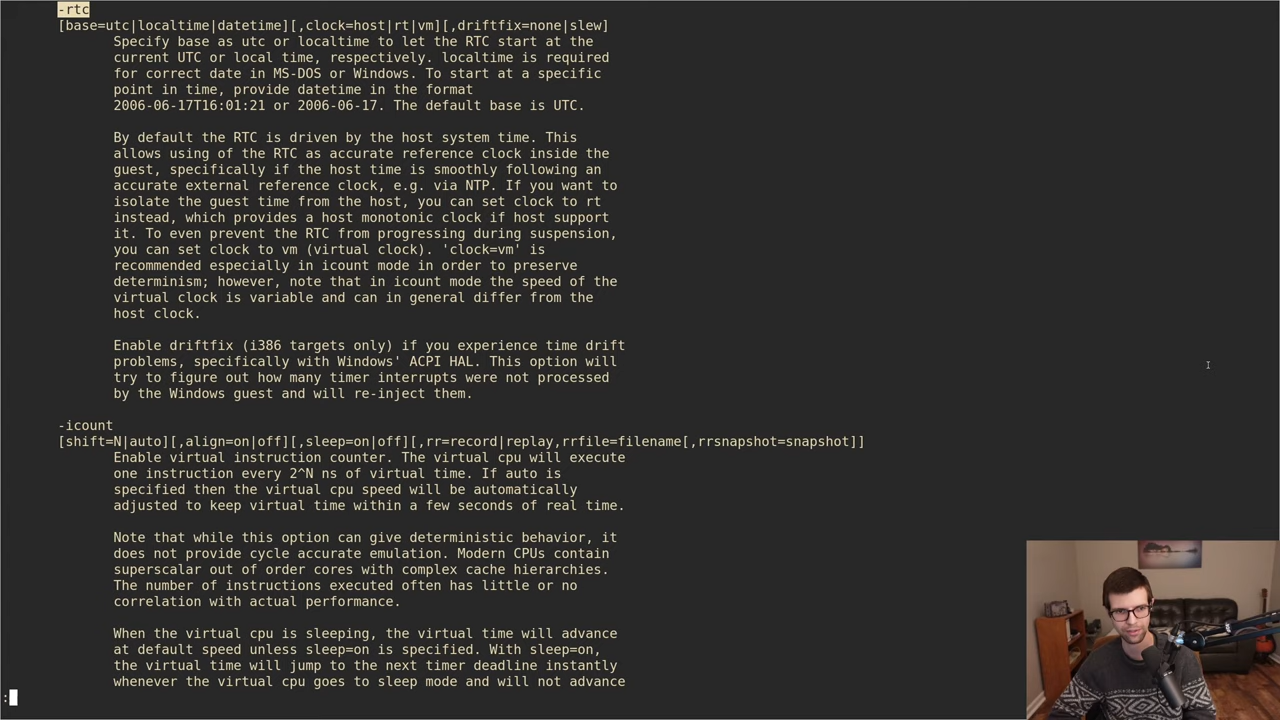 -rtc
[base=utc|localtime|datetime][,clock=host|rt|vm][,driftfix=none|slew]
Specify base as utc or localtime to let the RTC start at the
current UTC or local time, respectively. localtime is required
for correct date in MS-DOS or Windows. To start at a specific
point in time, provide datetime in the format
2006-06-17T16:01:21 or 2006-06-17. The default base is UTC.
By default the RTC is driven by the host system time. This
allows using of the RTC as accurate reference clock inside the
guest, specifically if the host time is smoothly following an
accurate external reference clock, e.g. via NTP. If you want to
isolate the guest time from the host, you can set clock to rt
instead, which provides a host monotonic clock if host support
it. To even prevent the RTC from progressing during suspension,
you can set clock to vm (virtual clock). 'clock=vm' is
recommended especially in icount mode in order to preserve
determinism; however, note that in icount mode the speed of the
virtual clock is variable and can in general differ from the
host clock.
Enable driftfix (i386 targets only) if you experience time drift
problems, specifically with Windows' ACPI HAL. This option will
try to figure out how many timer interrupts were not processed
by the Windows guest and will re-inject them.
-icount
[shift=N|auto][,align=on|off][,sleep=on|off][,rr=record|replay,rrfile=filename[,rrsnapshot=snapshot]]
Enable virtual instruction counter. The virtual cpu will execute
one instruction every 2^N ns of virtual time. If auto is
specified then the virtual cpu speed will be automatically
adjusted to keep virtual time within a few seconds of real time.
Note that while this option can give deterministic behavior, it
does not provide cycle accurate emulation. Modern CPUs contain
superscalar out of order cores with complex cache hierarchies.
The number of instructions executed often has little or no
correlation with actual performance.
When the virtual cpu is sleeping, the virtual time will advance
at default speed unless sleep=on is specified. With sleep=on,
the virtual time will jump to the next timer deadline instantly
whenever the virtual cpu goes to sleep mode and will not advance
: